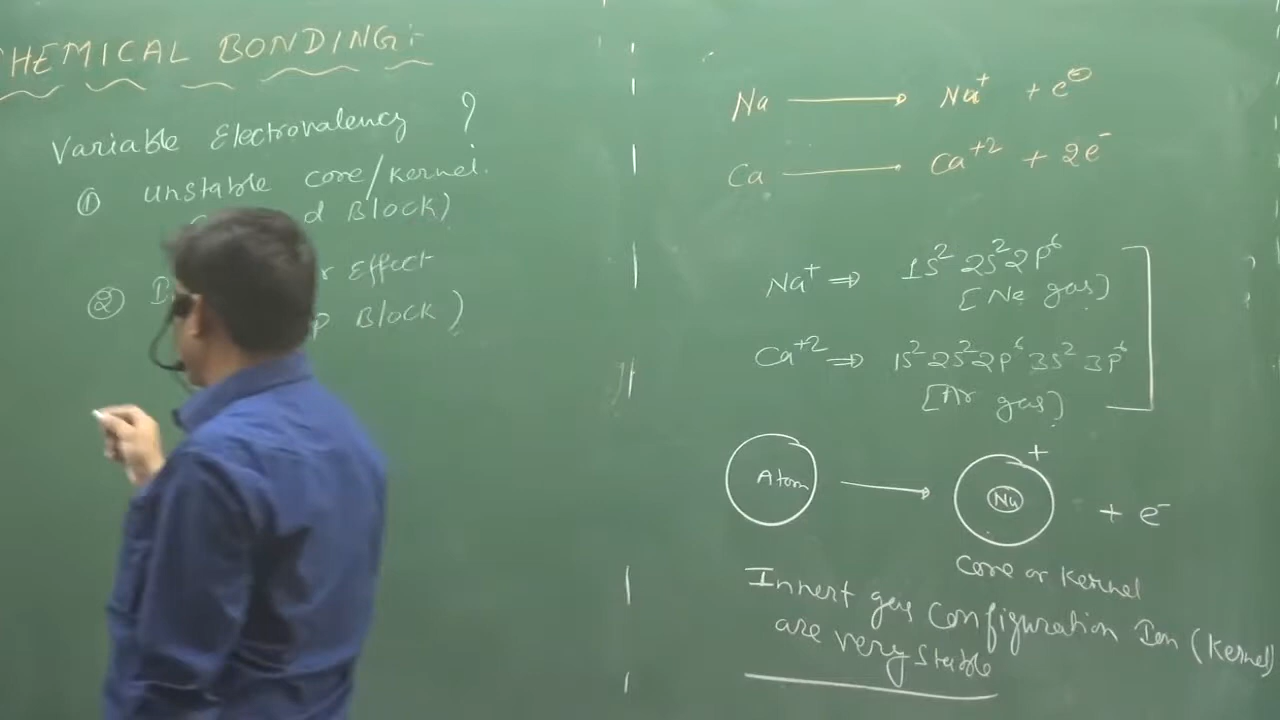 HEMICAL BONDING:-
Variable Electrovalency ?
① unstable core/kernel.
d Block)
② Effect
p Block)
Na ⟶ Na⁺ + e⊖
Ca ⟶ Ca⁺² + 2e⁻
Na⁺ ⇒ 1s² 2s² 2p⁶
[Ne gas)
Ca⁺² ⇒ 1s² 2s² 2p⁶ 3s² 3p⁶
[Ar gas)
Atom ⟶ Nu + + e⁻
Core or Kernel
Innert gas Configuration Ion (Kernel)
are very stable